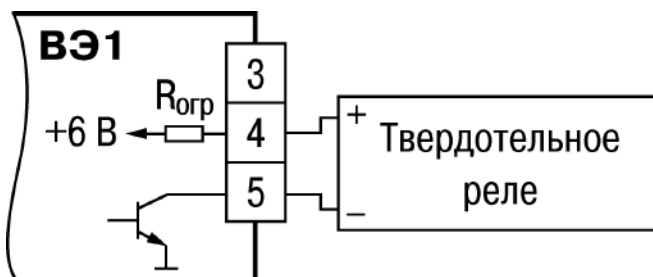 ВЭ1
3
Rогр
+6 В
4
+
Твердотельное
реле
5
–